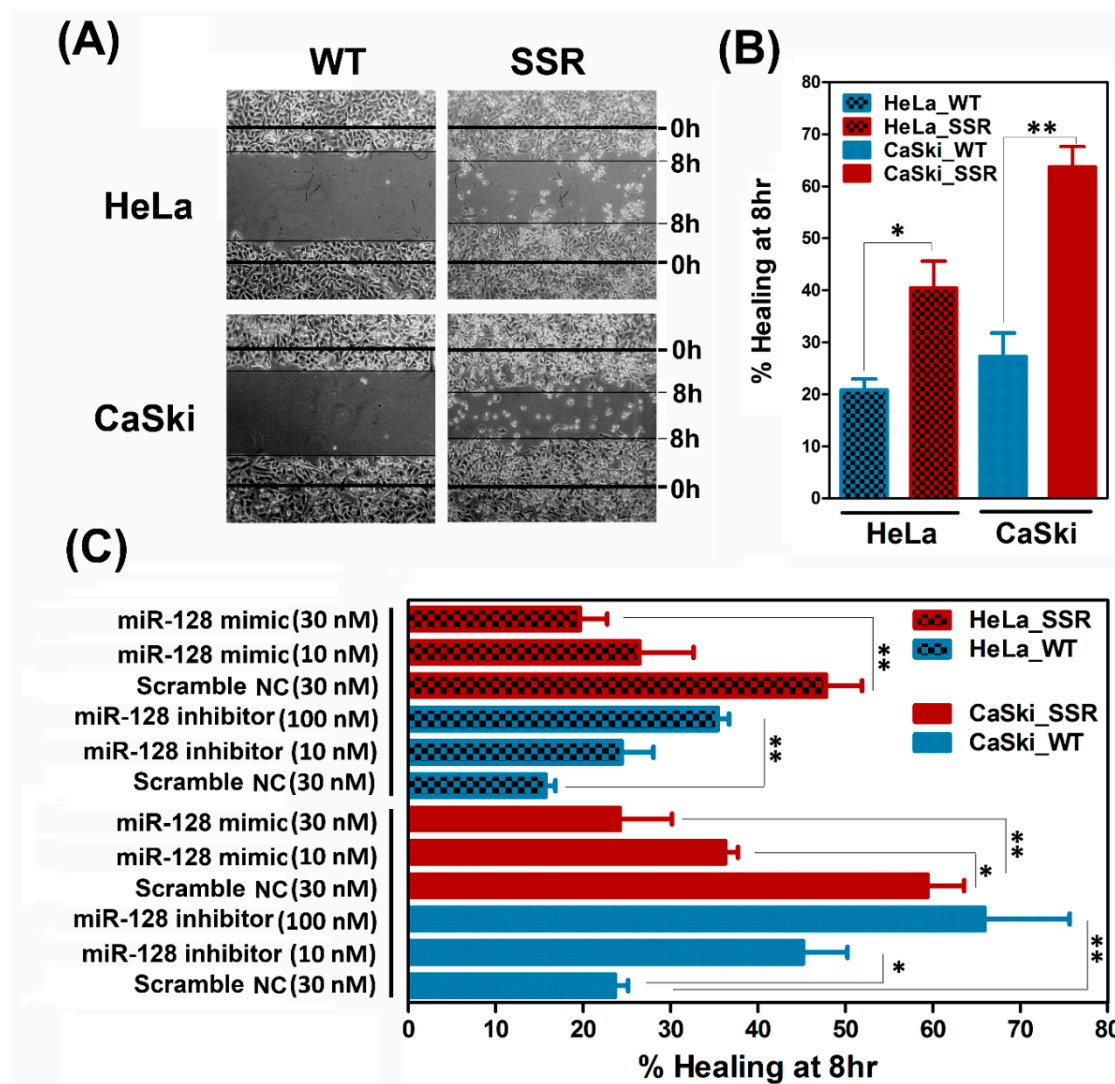 (A)
WT SSR
HeLa
0h
8h
8h
0h
CaSki
0h
8h
8h
0h
(B)
% Healing at 8hr
80
70
60
50
40
30
20
10
0
HeLa_WT
HeLa_SSR
CaSki_WT
CaSki_SSR
*
**
HeLa CaSki
(C)
miR-128 mimic (30 nM)
miR-128 mimic (10 nM)
Scramble NC (30 nM)
miR-128 inhibitor (100 nM)
miR-128 inhibitor (10 nM)
Scramble NC (30 nM)
miR-128 mimic (30 nM)
miR-128 mimic (10 nM)
Scramble NC (30 nM)
miR-128 inhibitor (100 nM)
miR-128 inhibitor (10 nM)
Scramble NC (30 nM)
HeLa_SSR
HeLa_WT
CaSki_SSR
CaSki_WT
**
**
**
*
**
*
0 10 20 30 40 50 60 70 80
% Healing at 8hr